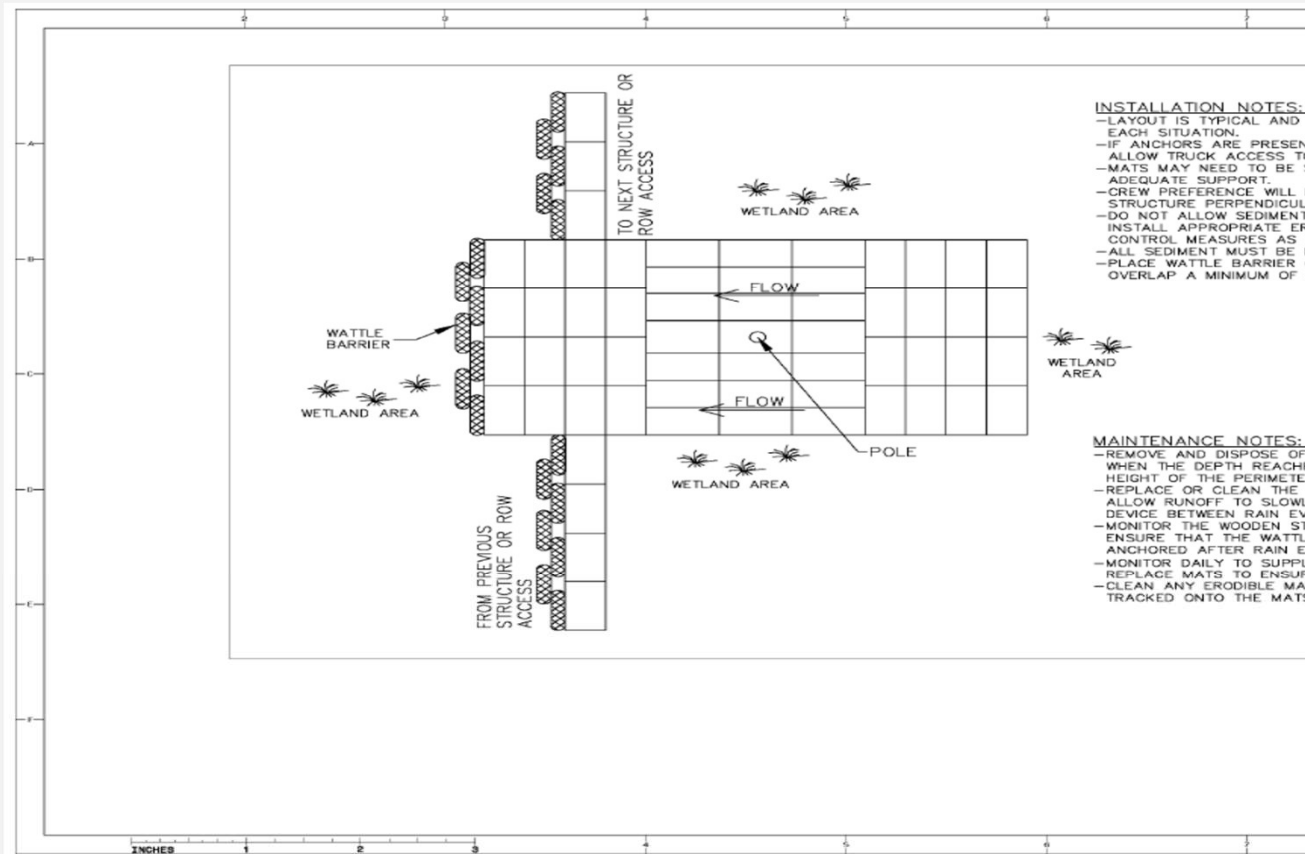 2
3
4
5
6
7
A
B
C
D
E
F
TO NEXT STRUCTURE OR
ROW ACCESS
WETLAND AREA
FLOW
WATTLE
BARRIER
WETLAND AREA
FLOW
WETLAND
AREA
POLE
WETLAND AREA
FROM PREVIOUS
STRUCTURE OR ROW
ACCESS
INSTALLATION NOTES:
-LAYOUT IS TYPICAL AND
EACH SITUATION.
-IF ANCHORS ARE PRESEN
ALLOW TRUCK ACCESS T
-MATS MAY NEED TO BE
ADEQUATE SUPPORT.
-CREW PREFERENCE WILL
STRUCTURE PERPENDICUL
-DO NOT ALLOW SEDIMENT
INSTALL APPROPRIATE ER
CONTROL MEASURES AS
-ALL SEDIMENT MUST BE
-PLACE WATTLE BARRIER
OVERLAP A MINIMUM OF
MAINTENANCE NOTES:
-REMOVE AND DISPOSE OF
WHEN THE DEPTH REACH
HEIGHT OF THE PERIMETE
-REPLACE OR CLEAN THE
ALLOW RUNOFF TO SLOWL
DEVICE BETWEEN RAIN EV
-MONITOR THE WOODEN ST
ENSURE THAT THE WATTL
ANCHORED AFTER RAIN E
-MONITOR DAILY TO SUPPL
REPLACE MATS TO ENSUR
-CLEAN ANY ERODIBLE MA
TRACKED ONTO THE MATS
INCHES 1 2 3
4
5
6
7